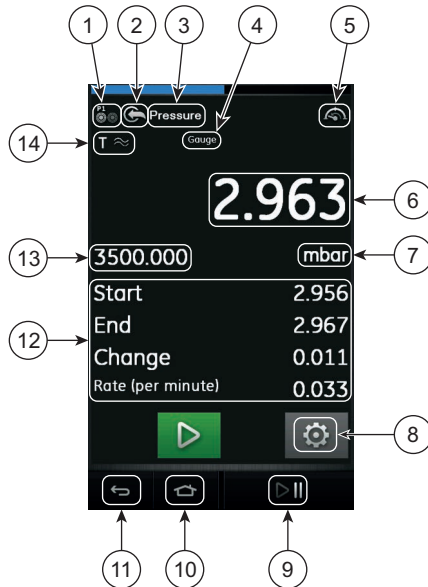 1 2 3 4 5
P1 Pressure
14 T Gauge
2.963 6
13 3500.000 mbar 7
Start 2.956
End 2.967
12 Change 0.011
Rate (per minute) 0.033
8
11 10 9